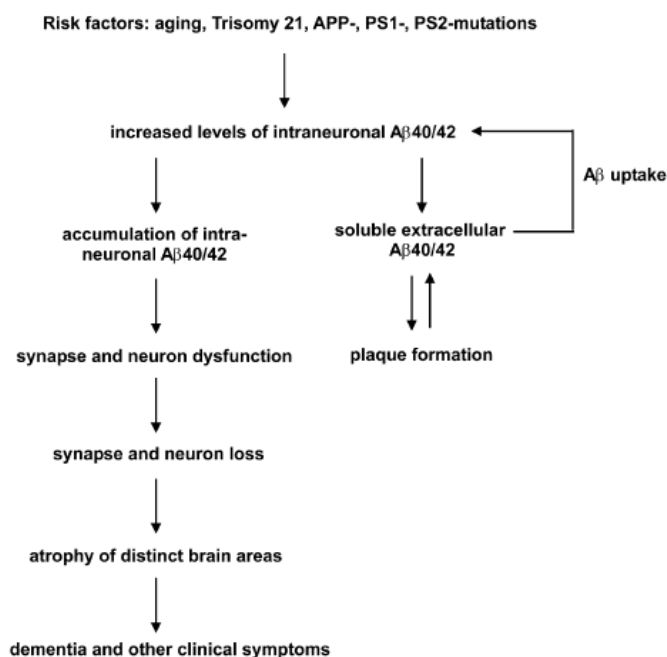 Risk factors: aging, Trisomy 21, APP-, PS1-, PS2-mutations
increased levels of intraneuronal Aβ40/42
Aβ uptake
accumulation of intra-
neuronal Aβ40/42
soluble extracellular
Aβ40/42
synapse and neuron dysfunction
plaque formation
synapse and neuron loss
atrophy of distinct brain areas
dementia and other clinical symptoms